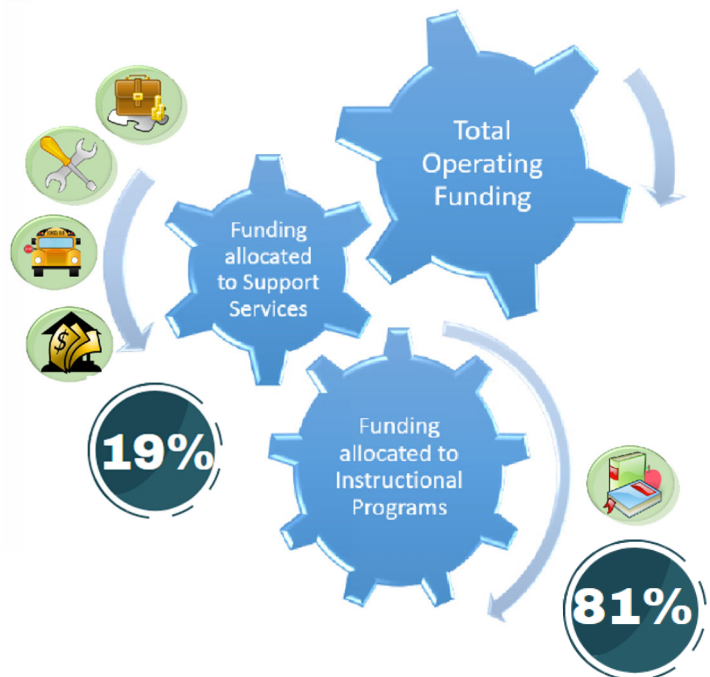 Total
Operating
Funding
Funding
allocated
to Support
Services
19%
Funding
allocated to
Instructional
Programs
81%